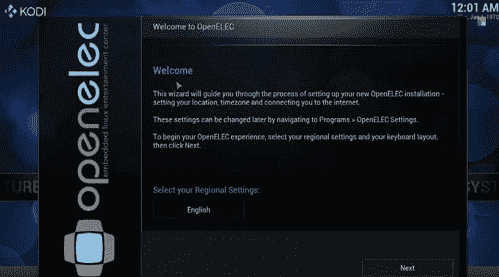 KODI
12:01 AM
Welcome to OpenELEC
openelec
embedded linux entertainment center
Welcome
This wizard will guide you through the process of setting up your new OpenELEC installation -
setting your location, timezone and connecting you to the internet.
These settings can be changed later by navigating to Programs > OpenELEC Settings.
To begin your OpenELEC experience, select your regional settings and your keyboard layout,
then click Next.
TURE
SYST
Select your Regional Settings:
English
Next